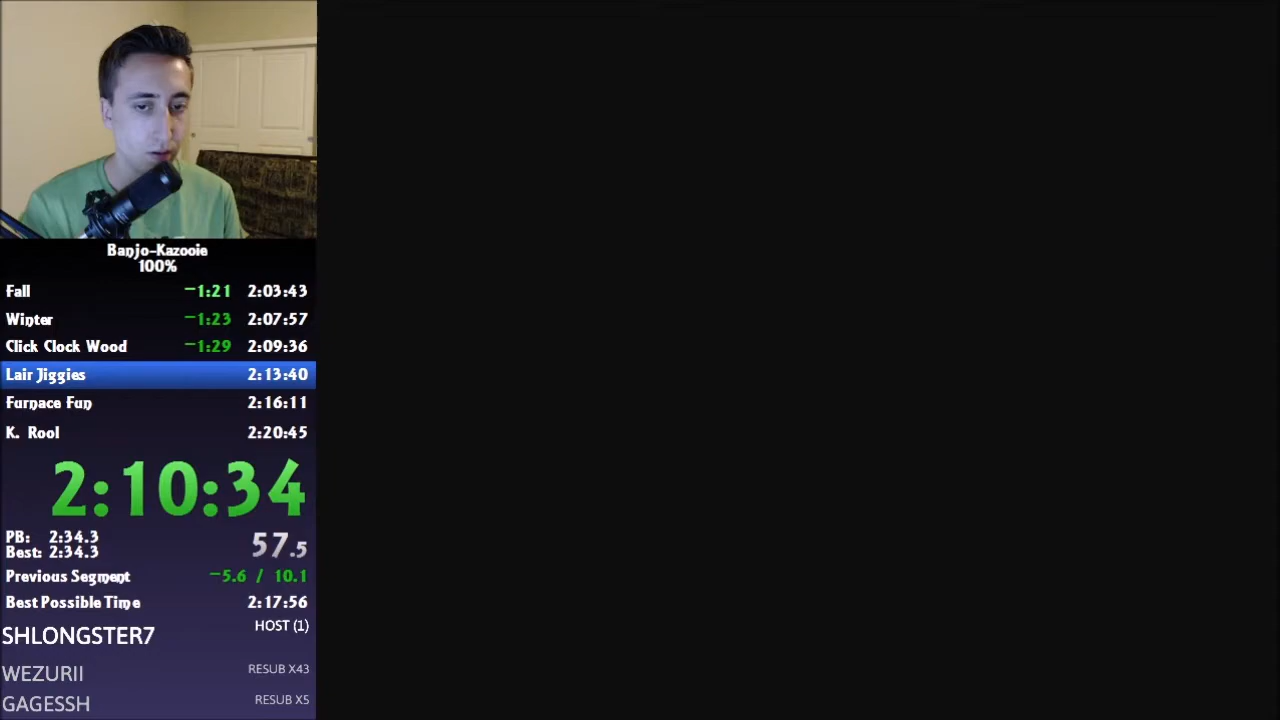 Banjo-Kazooie
100%
Fall −1:21 2:03:43
Winter −1:23 2:07:57
Click Clock Wood −1:29 2:09:36
Lair Jiggies 2:13:40
Furnace Fun 2:16:11
K. Rool 2:20:45
2:10:34
PB: 2:34.3
Best: 2:34.3
57.5
Previous Segment −5.6 / 10.1
Best Possible Time 2:17:56
SHLONGSTER7 HOST (1)
WEZURII RESUB X43
GAGESSH RESUB X5